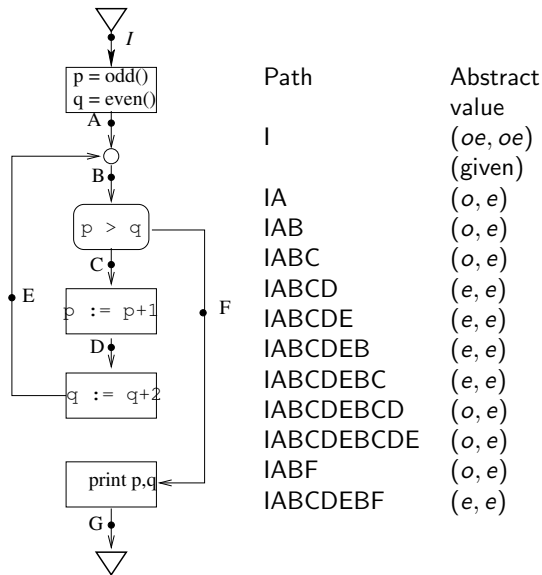 I
p = odd()
q = even()
A
B
p > q
C
E
F
p := p+1
D
q := q+2
print p,q
G
Path Abstract
value
I (oe, oe)
(given)
IA (o, e)
IAB (o, e)
IABC (o, e)
IABCD (e, e)
IABCDE (e, e)
IABCDEB (e, e)
IABCDEBC (e, e)
IABCDEBCD (o, e)
IABCDEBCDE (o, e)
IABF (o, e)
IABCDEBF (e, e)